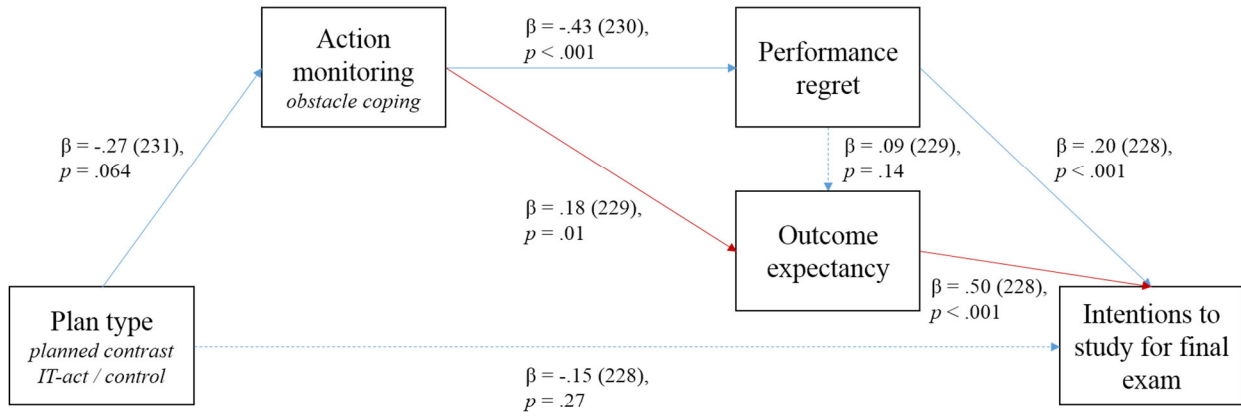 Action
monitoring
obstacle coping
β = -.43 (230),
p < .001
Performance
regret
β = -.27 (231),
p = .064
β = .09 (229),
p = .14
β = .20 (228),
p < .001
β = .18 (229),
p = .01
Outcome
expectancy
β = .50 (228),
p < .001
Plan type
planned contrast
IT-act / control
β = -.15 (228),
p = .27
Intentions to
study for final
exam